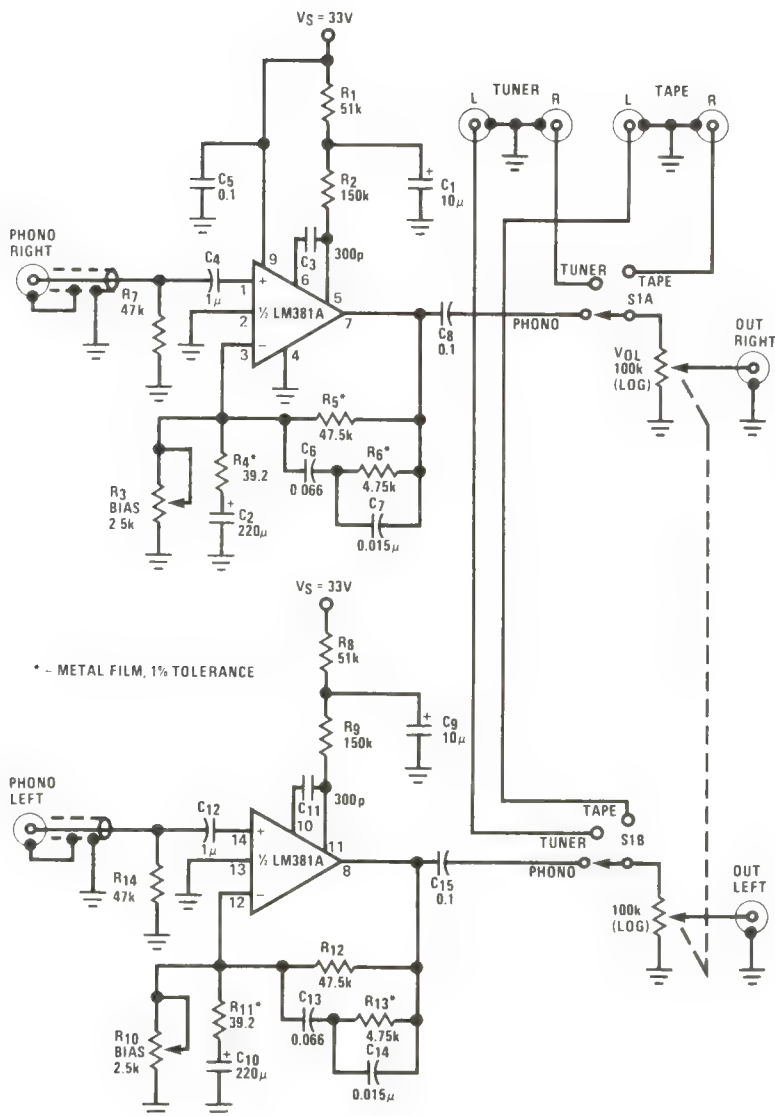 VS = 33V
R1
51k
R2
150k
C5
0.1
C1
10μ
+
C3
300p
PHONO
RIGHT
C4
1μ
R7
47k
9
6
5
1
+
½ LM381A
7
2
3
−
4
C8
0.1
R5*
47.5k
C6
0.066
R6*
4.75k
C7
0.015μ
R4*
39.2
+
C2
220μ
R3
BIAS
2.5k
L
TUNER
R
L
TAPE
R
TUNER
TAPE
S1A
PHONO
VOL
100k
(LOG)
OUT
RIGHT
VS = 33V
R8
51k
* – METAL FILM, 1% TOLERANCE
R9
150k
+
C9
10μ
C11
300p
PHONO
LEFT
C12
1μ
R14
47k
10
11
14
+
½ LM381A
8
13
12
−
C15
0.1
R12
47.5k
C13
0.066
R13*
4.75k
C14
0.015μ
R11*
39.2
+
C10
220μ
R10
BIAS
2.5k
TAPE
TUNER
S1B
PHONO
100k
(LOG)
OUT
LEFT